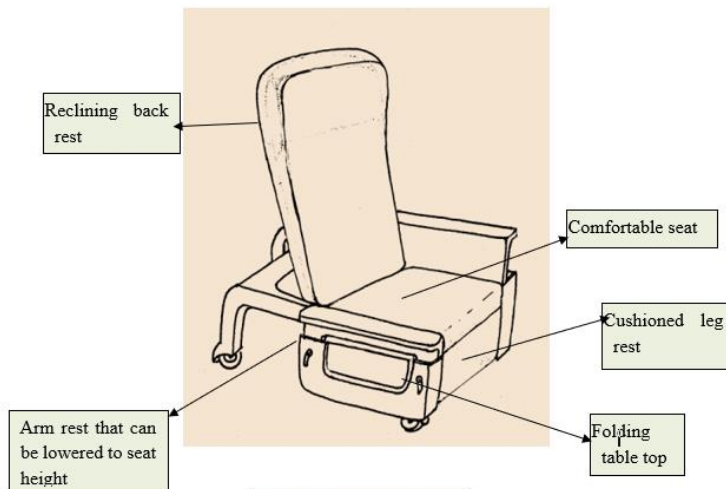 Reclining back
rest
Comfortable seat
Cushioned leg
rest
Arm rest that can
be lowered to seat
height
Folding
table top